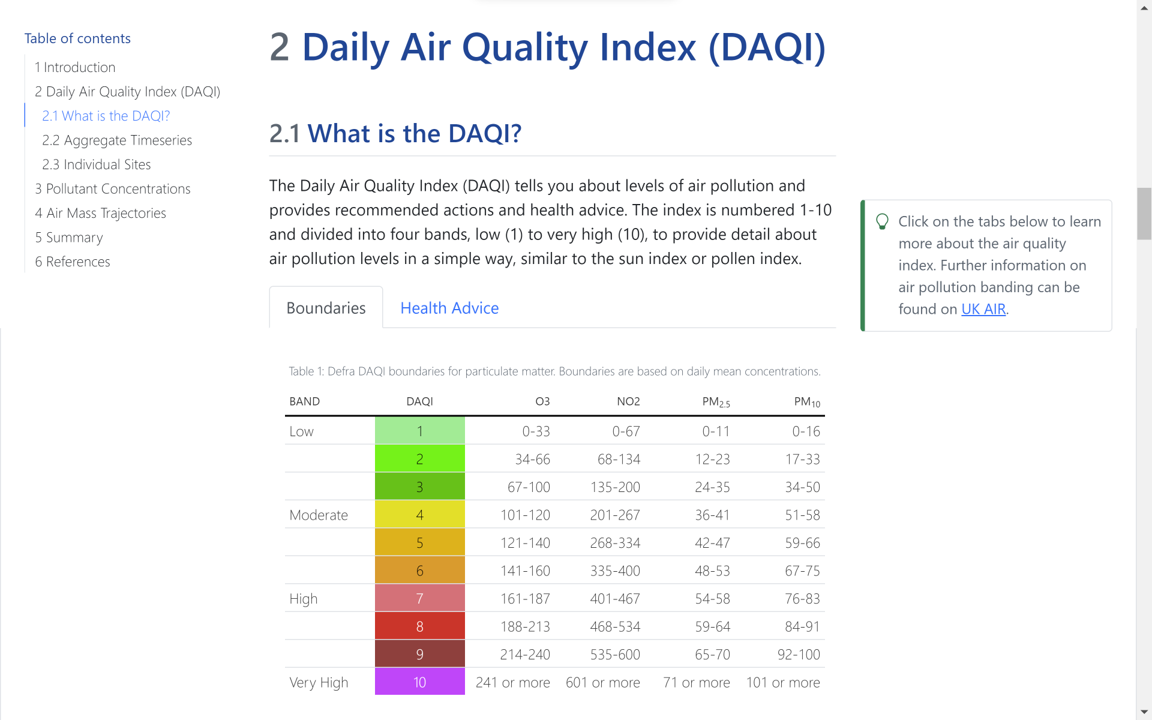 Table of contents
1 Introduction
2 Daily Air Quality Index (DAQI)
2.1 What is the DAQI?
2.2 Aggregate Timeseries
2.3 Individual Sites
3 Pollutant Concentrations
4 Air Mass Trajectories
5 Summary
6 References
2 Daily Air Quality Index (DAQI)
2.1 What is the DAQI?
The Daily Air Quality Index (DAQI) tells you about levels of air pollution and
provides recommended actions and health advice. The index is numbered 1-10
and divided into four bands, low (1) to very high (10), to provide detail about
air pollution levels in a simple way, similar to the sun index or pollen index.
Click on the tabs below to learn
more about the air quality
index. Further information on
air pollution banding can be
found on UK AIR.
Boundaries Health Advice
Table 1: Defra DAQI boundaries for particulate matter. Boundaries are based on daily mean concentrations.
BAND DAQI O3 NO2 PM2.5 PM10
Low 1 0-33 0-67 0-11 0-16
2 34-66 68-134 12-23 17-33
3 67-100 135-200 24-35 34-50
Moderate 4 101-120 201-267 36-41 51-58
5 121-140 268-334 42-47 59-66
6 141-160 335-400 48-53 67-75
High 7 161-187 401-467 54-58 76-83
8 188-213 468-534 59-64 84-91
9 214-240 535-600 65-70 92-100
Very High 10 241 or more 601 or more 71 or more 101 or more